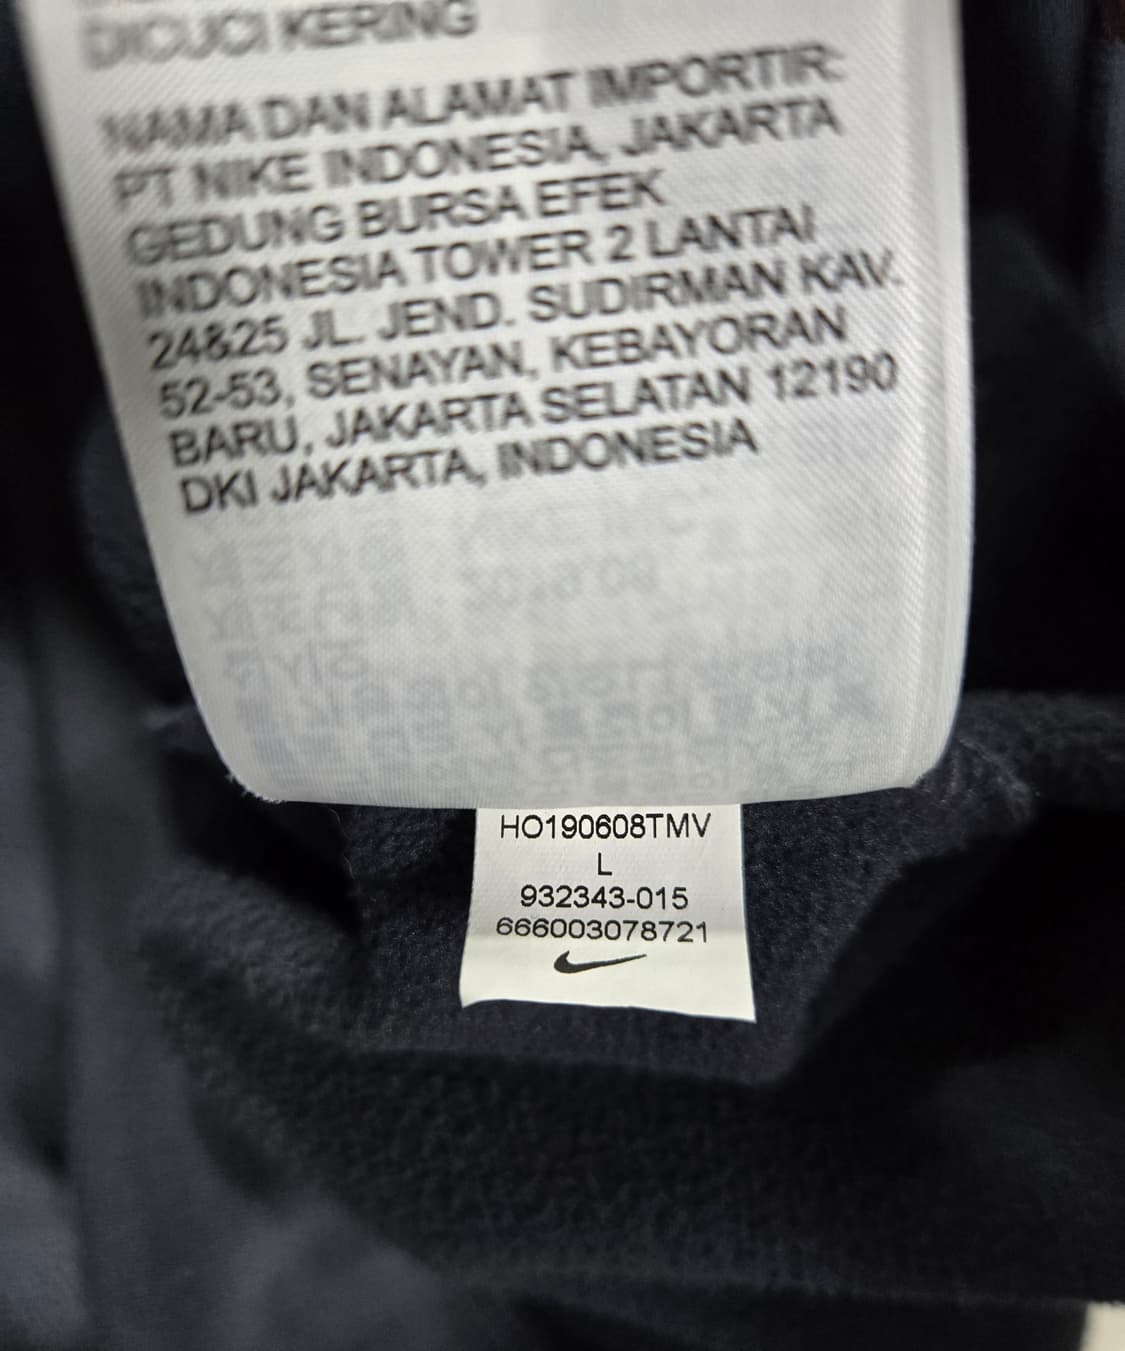 DICUCI KERING
NAMA DAN ALAMAT IMPORTIR:
PT NIKE INDONESIA, JAKARTA
GEDUNG BURSA EFEK
INDONESIA TOWER 2 LANTAI
24&25 JL. JEND. SUDIRMAN KAV.
52-53, SENAYAN, KEBAYORAN
BARU, JAKARTA SELATAN 12190
DKI JAKARTA, INDONESIA
HO190608TMV
L
932343-015
666003078721